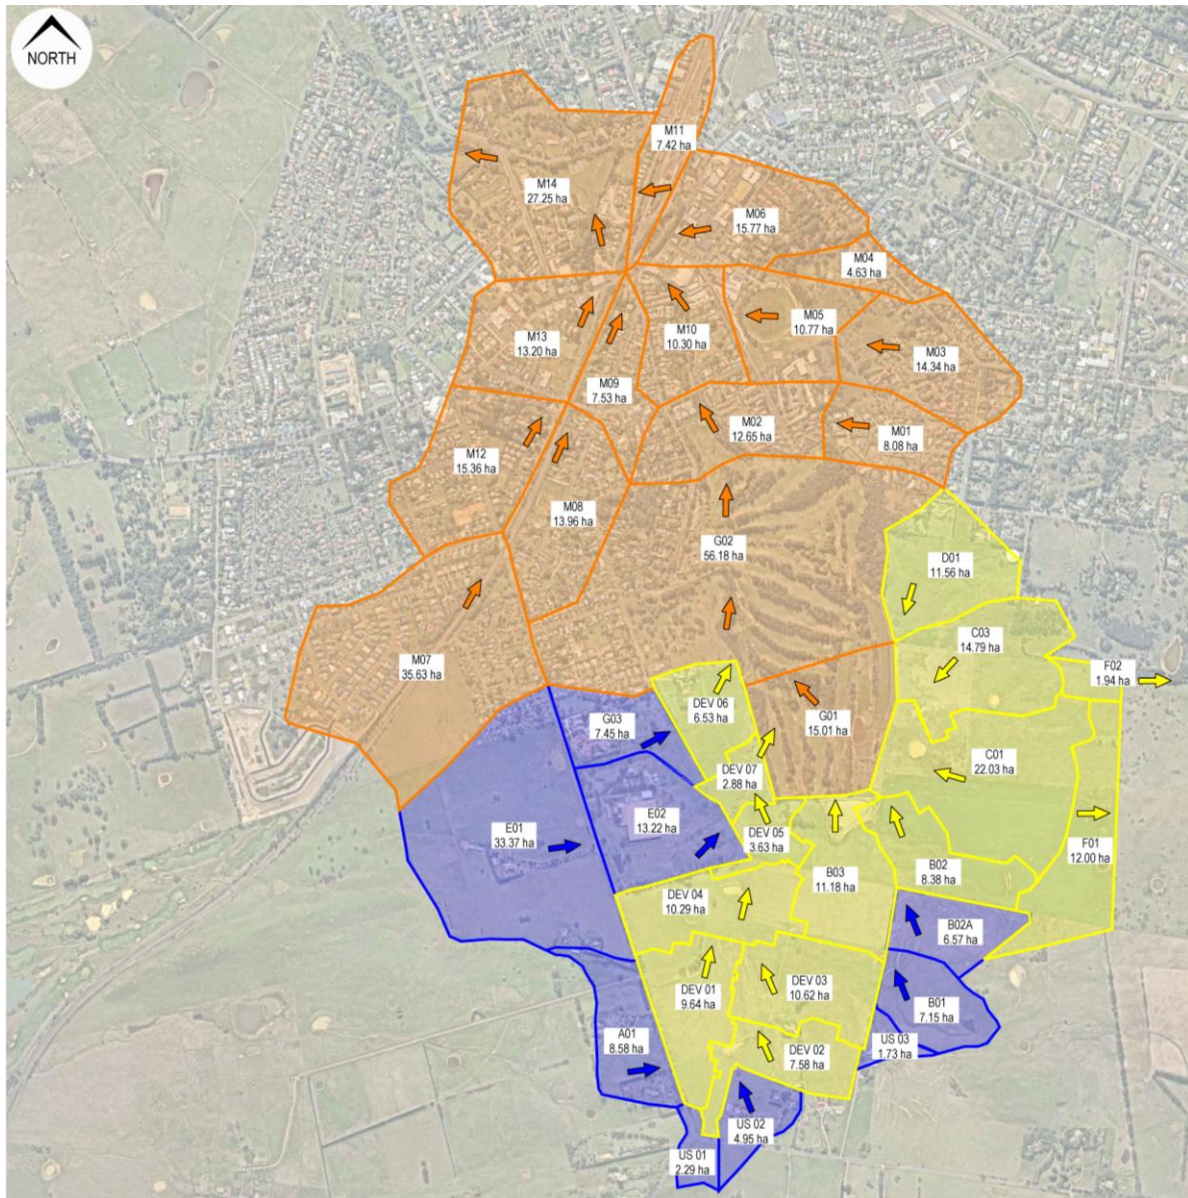 NORTH
M11
7.42 ha
M14
27.25 ha
M06
15.77 ha
M04
4.63 ha
M05
10.77 ha
M10
10.30 ha
M13
13.20 ha
M03
14.34 ha
M09
7.53 ha
M02
12.65 ha
M01
8.08 ha
M12
15.36 ha
M08
13.96 ha
G02
56.18 ha
D01
11.56 ha
C03
14.79 ha
F02
1.94 ha
M07
35.63 ha
DEV 06
6.53 ha
G03
7.45 ha
G01
15.01 ha
C01
22.03 ha
DEV 07
2.88 ha
E02
13.22 ha
E01
33.37 ha
DEV 05
3.63 ha
F01
12.00 ha
B03
11.18 ha
B02
8.38 ha
DEV 04
10.29 ha
B02A
6.57 ha
DEV 01
9.64 ha
DEV 03
10.62 ha
B01
7.15 ha
A01
8.58 ha
US 03
1.73 ha
DEV 02
7.58 ha
US 02
4.95 ha
US 01
2.29 ha